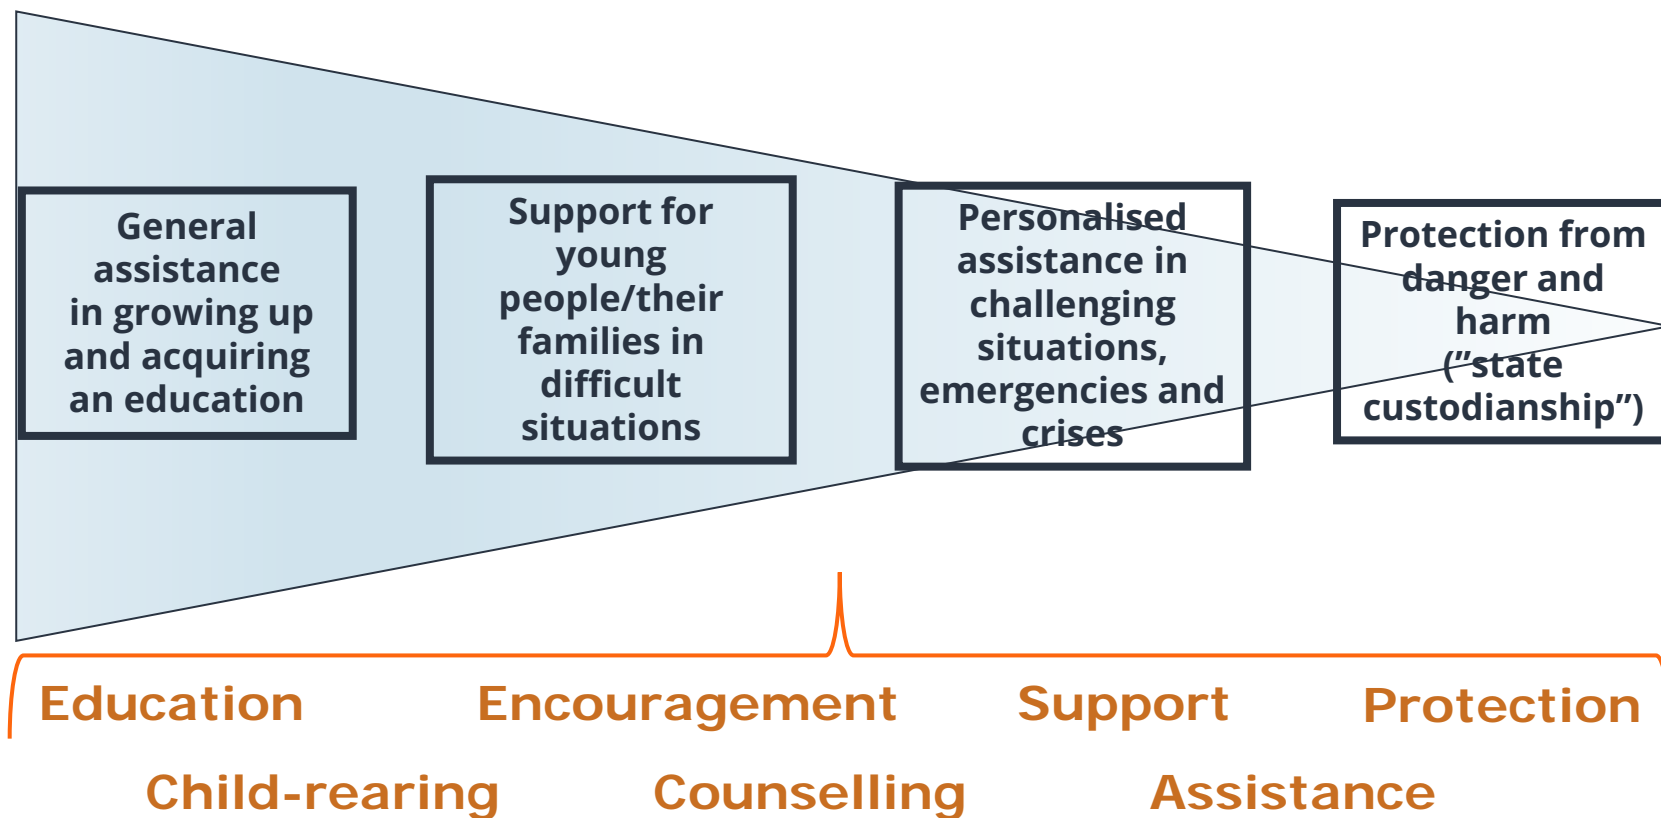 General
assistance
in growing up
and acquiring
an education
Support for
young
people/their
families in
difficult
situations
Personalised
assistance in
challenging
situations,
emergencies and
crises
Protection from
danger and
harm
(”state
custodianship”)
Education Encouragement Support Protection
Child-rearing Counselling Assistance